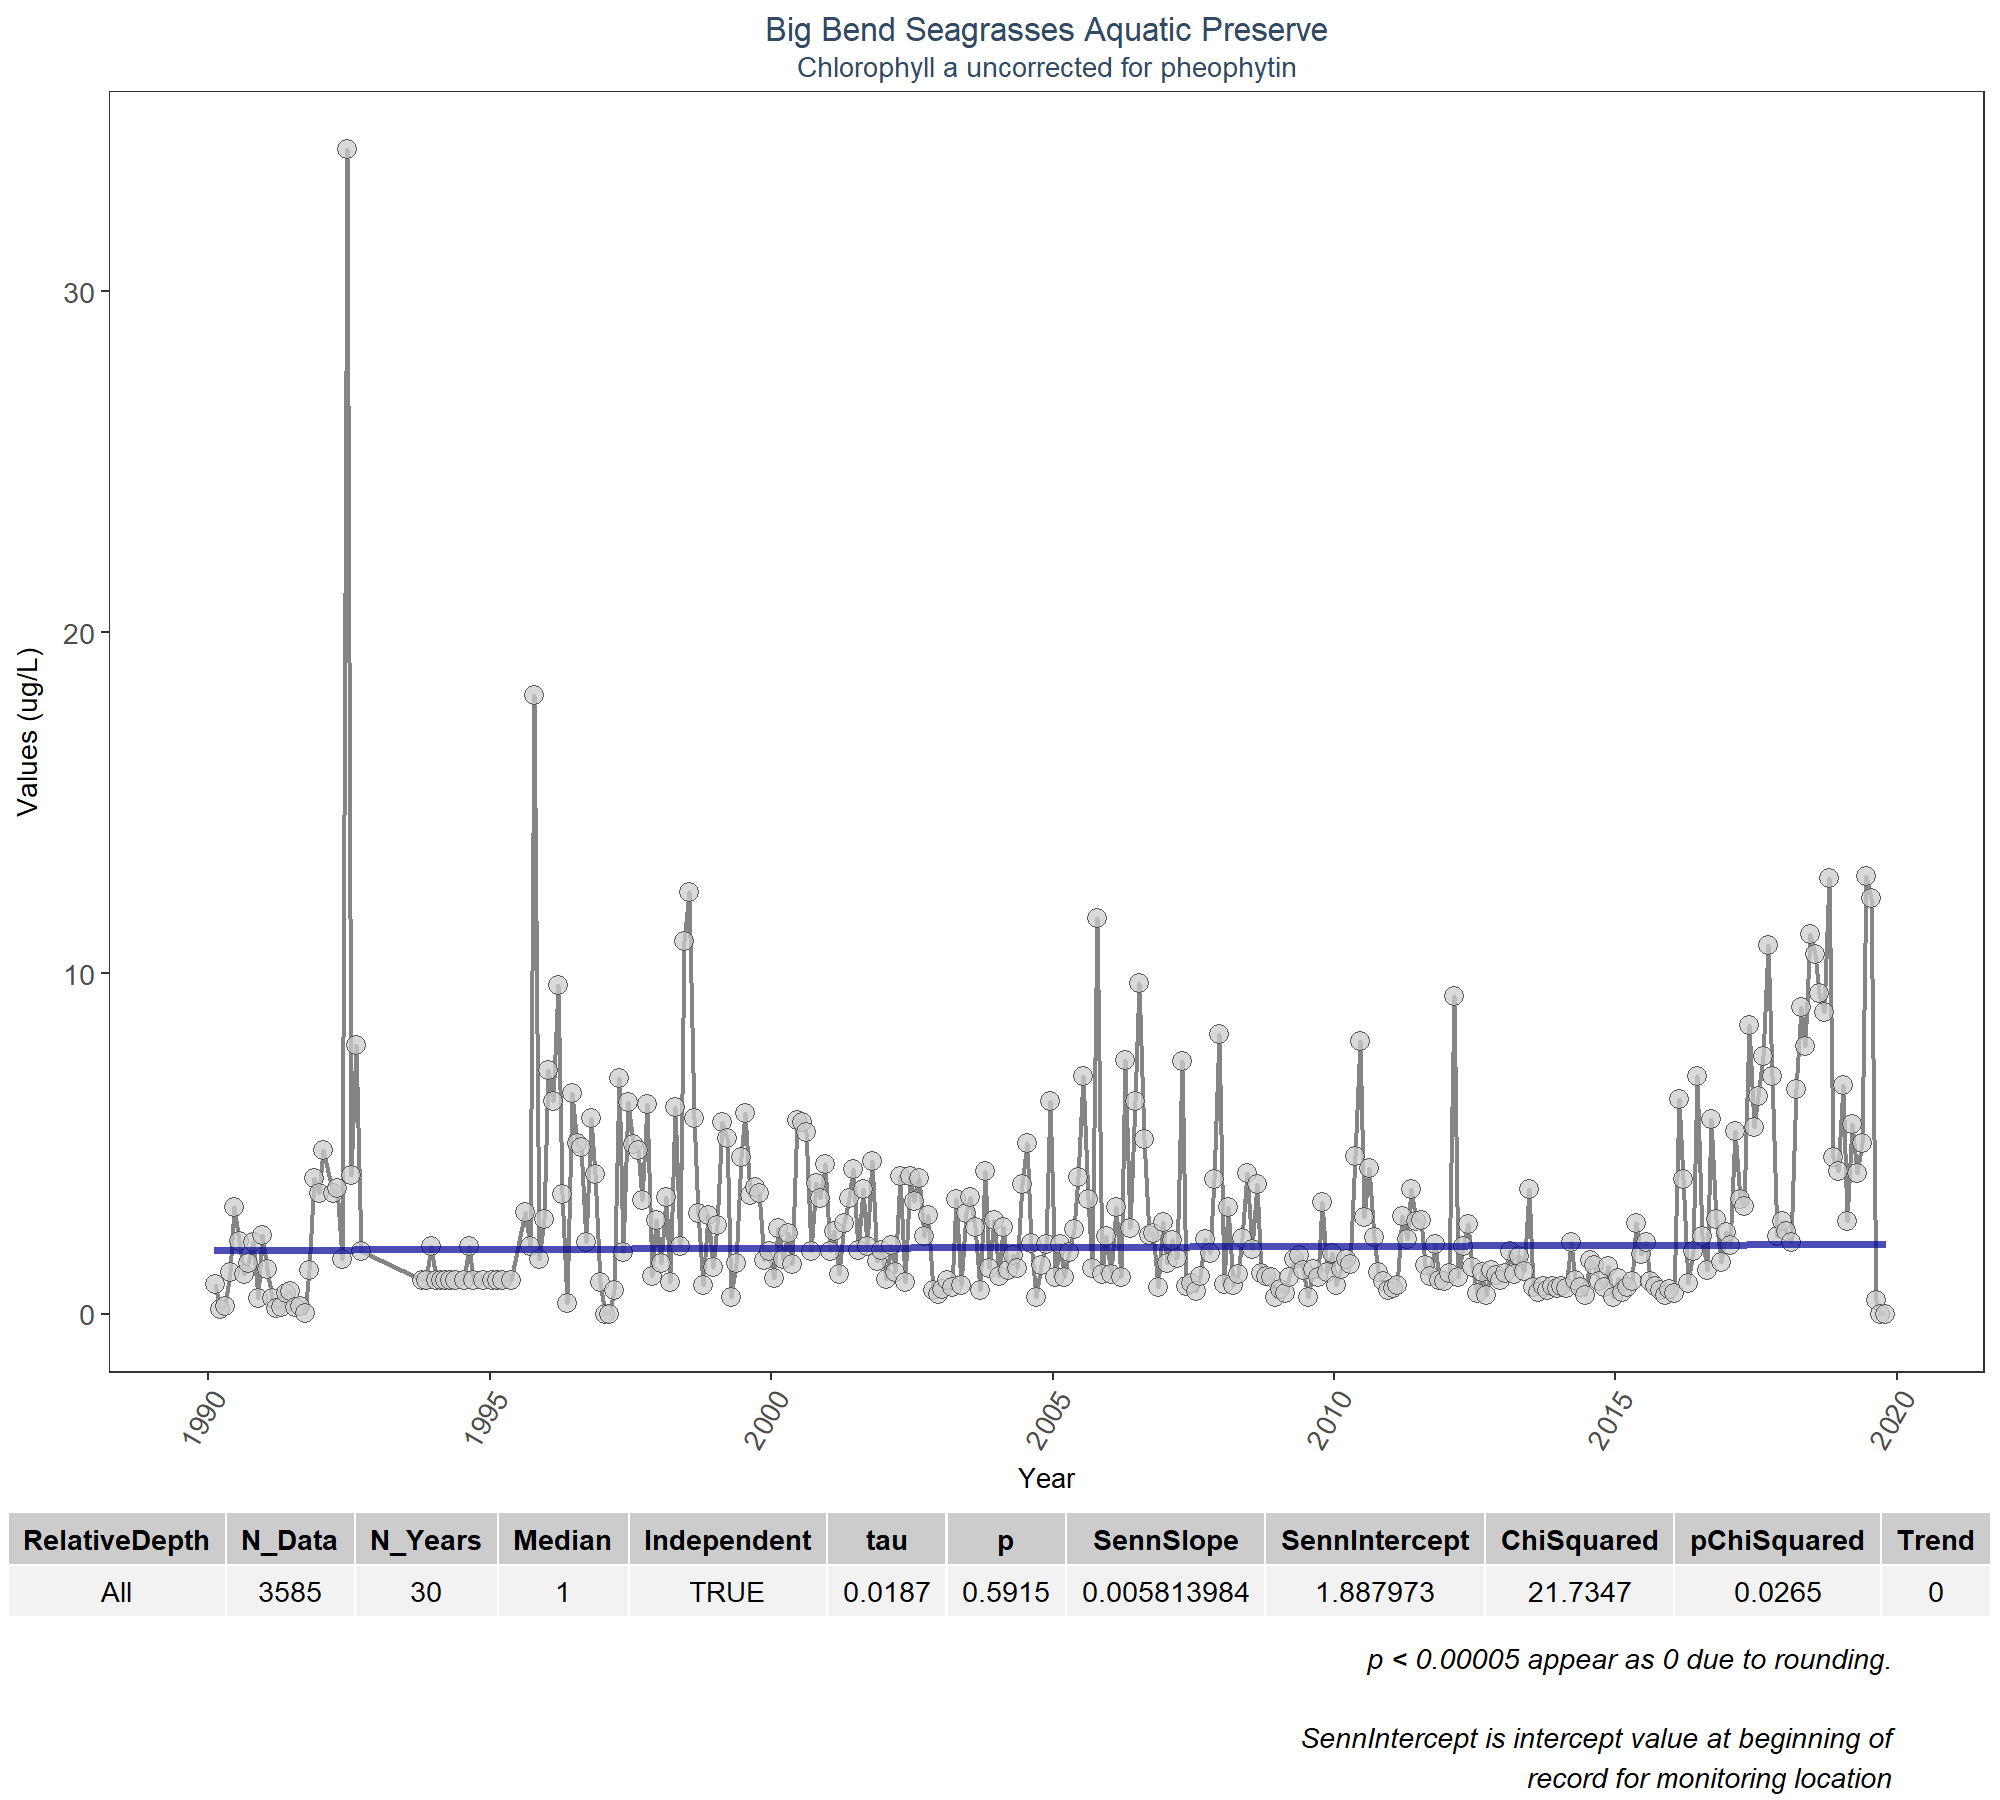 Big Bend Seagrasses Aquatic Preserve
Chlorophyll a uncorrected for pheophytin
30
20
10
0
Values (ug/L)
1990
1995
2000
2005
2010
2015
2020
Year
RelativeDepth N_Data N_Years Median Independent tau p SennSlope SennIntercept ChiSquared pChiSquared Trend
All 3585 30 1 TRUE 0.0187 0.5915 0.005813984 1.887973 21.7347 0.0265 0
p < 0.00005 appear as 0 due to rounding.
SennIntercept is intercept value at beginning of
record for monitoring location